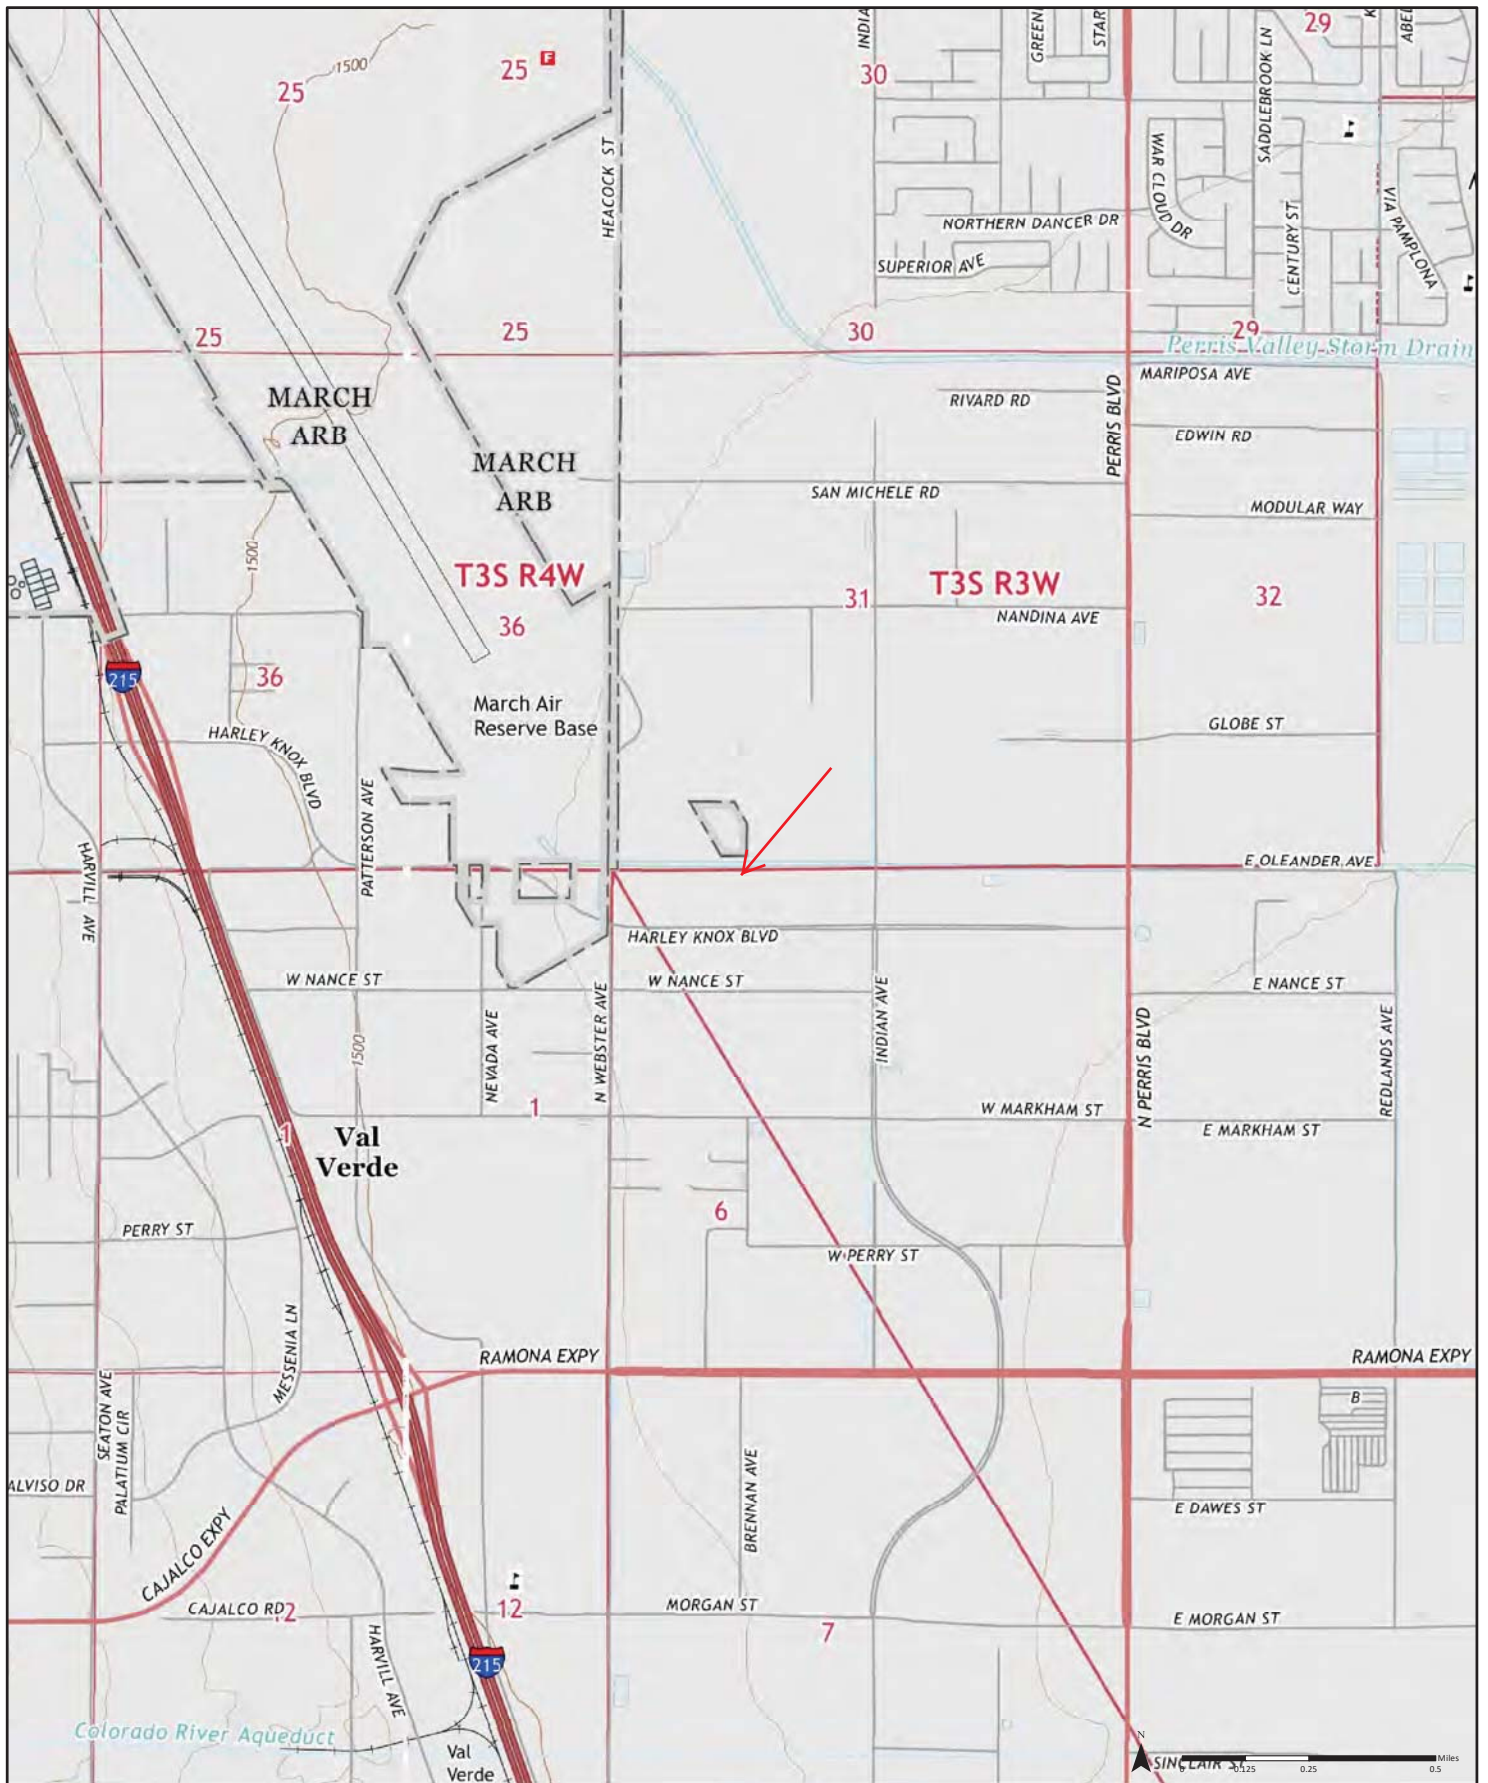 INDIA
GREEN
STAR
SADDLEBROOK LN
29
K
ABEL
1500
25
25
F
30
HEACOCK ST
WAR CLOUD DR
CENTURY ST
VIA PAMPLONA
NORTHERN DANCER DR
SUPERIOR AVE
25
25
30
29
Perris Valley Storm Drain
MARIPOSA AVE
RIVARD RD
PERRIS BLVD
EDWIN RD
MARCH
ARB
MARCH
ARB
SAN MICHELE RD
MODULAR WAY
1500
T3S R4W
T3S R3W
31
32
36
NANDINA AVE
215
36
March Air
Reserve Base
GLOBE ST
HARLEY KNOX BLVD
PATTERSON AVE
HARVILL AVE
E OLEANDER AVE
HARLEY KNOX BLVD
W NANCE ST
W NANCE ST
E NANCE ST
NEVADA AVE
N WEBSTER AVE
INDIAN AVE
N PERRIS BLVD
REDLANDS AVE
1500
1
W MARKHAM ST
E MARKHAM ST
1
Val
Verde
6
PERRY ST
W PERRY ST
MESSENIA LN
RAMONA EXPY
RAMONA EXPY
SEATON AVE
PALATIUM CIR
B
ALVISO DR
BRENNAN AVE
E DAWES ST
CAJALCO EXPY
CAJALCO RD
12
12
MORGAN ST
E MORGAN ST
7
HARVILL AVE
215
Colorado River Aqueduct
Val
Verde
N
SINCLAIR ST
0 0.125 0.25 0.5
Miles